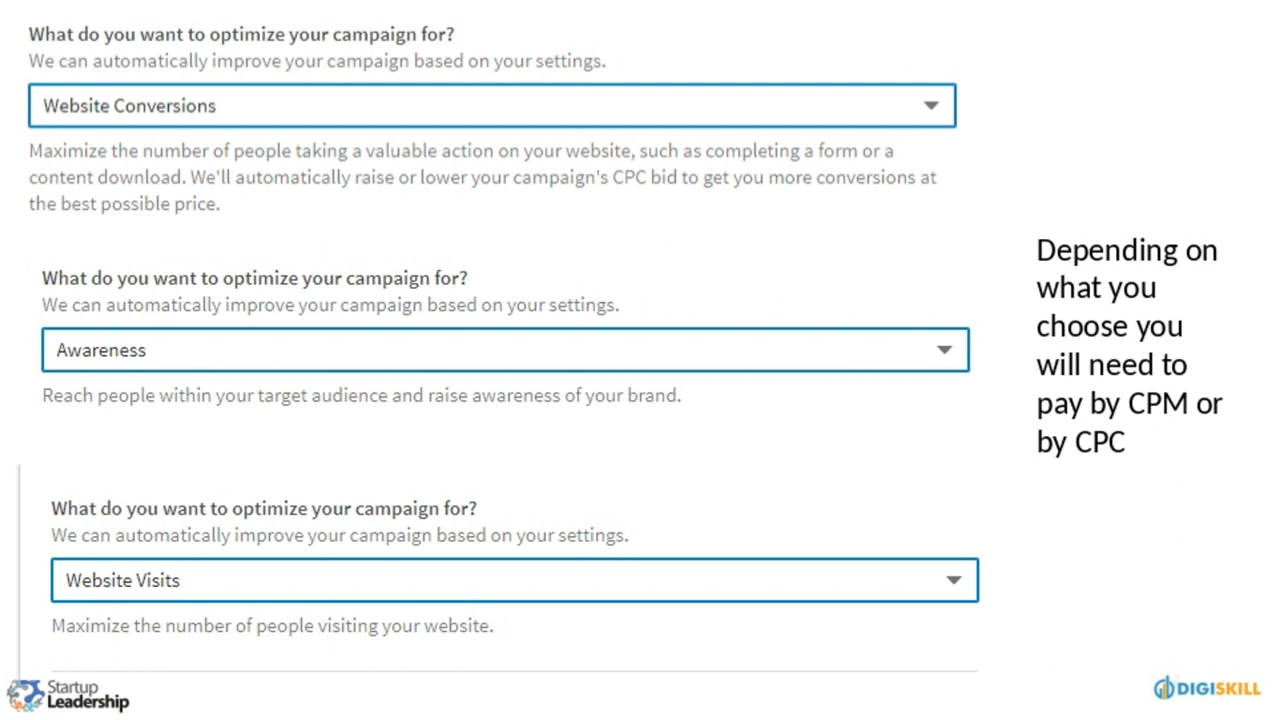 What do you want to optimize your campaign for?
We can automatically improve your campaign based on your settings.
Website Conversions
Maximize the number of people taking a valuable action on your website, such as completing a form or a
content download. We'll automatically raise or lower your campaign's CPC bid to get you more conversions at
the best possible price.
What do you want to optimize your campaign for?
We can automatically improve your campaign based on your settings.
Awareness
Reach people within your target audience and raise awareness of your brand.
What do you want to optimize your campaign for?
We can automatically improve your campaign based on your settings.
Website Visits
Maximize the number of people visiting your website.
Depending on
what you
choose you
will need to
pay by CPM or
by CPC
Startup
Leadership
DIGISKILL